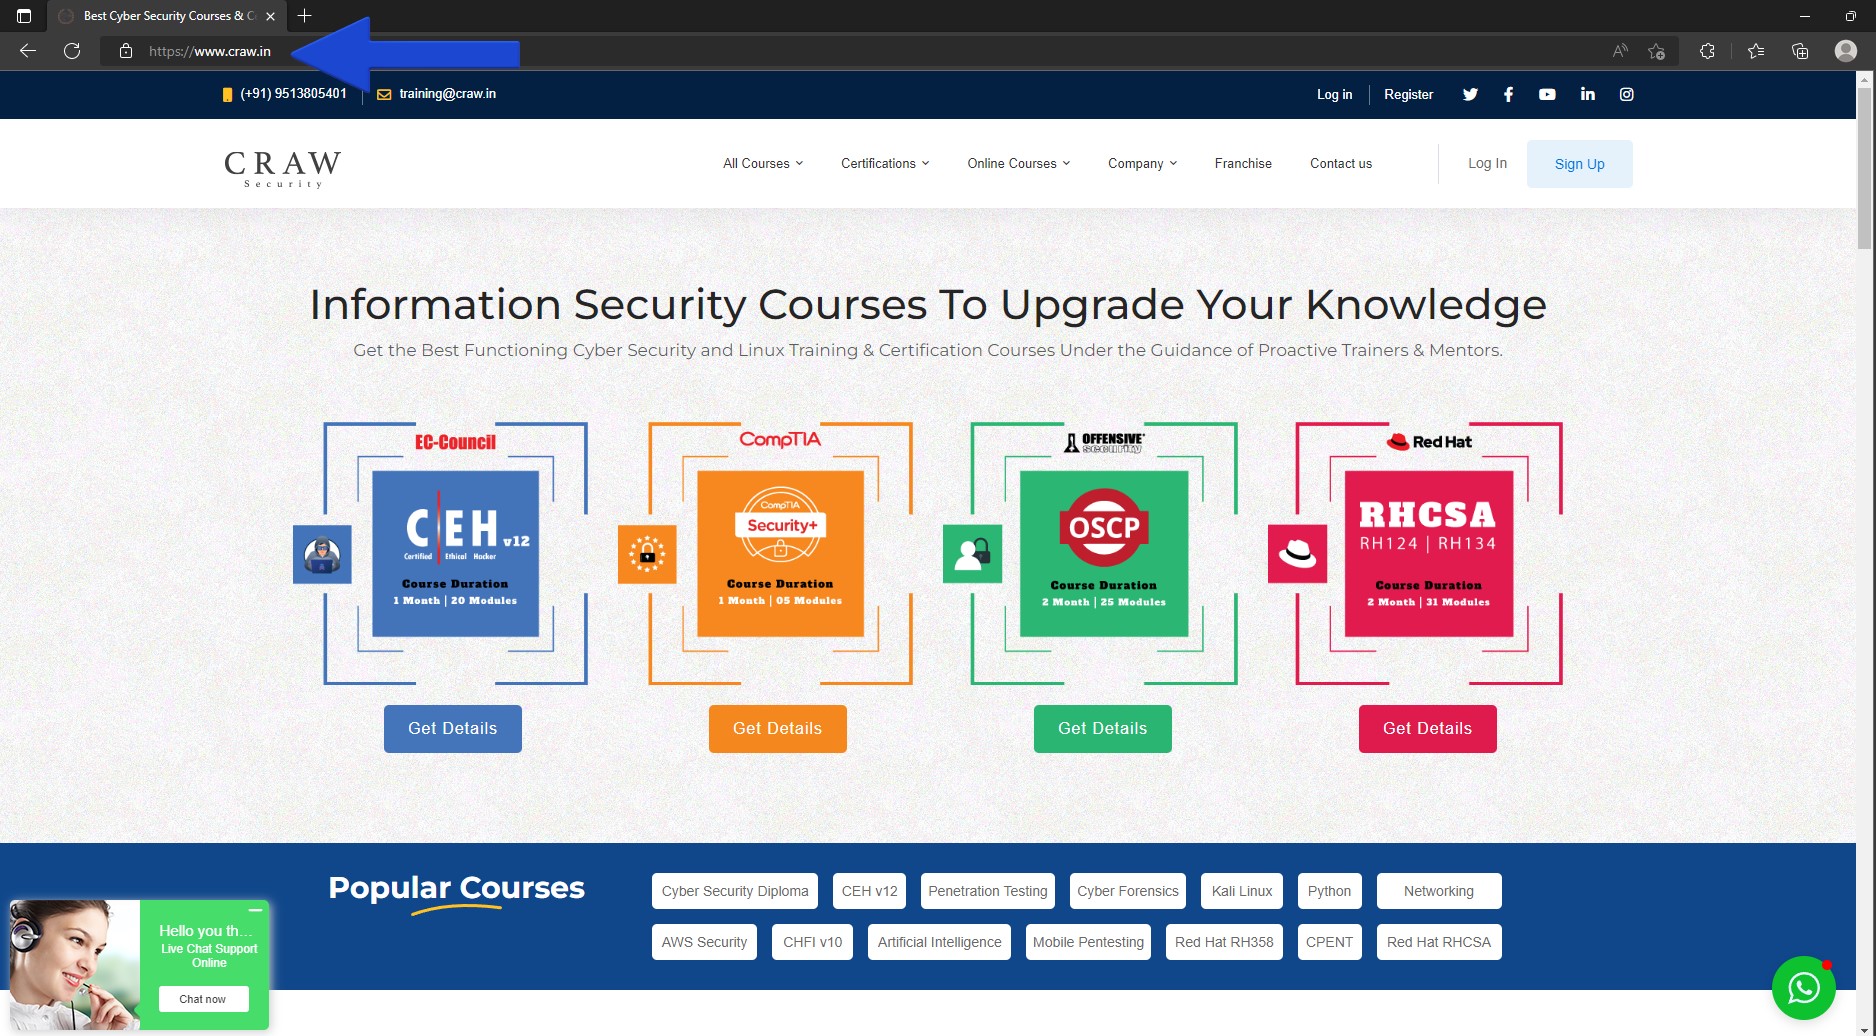 Best Cyber Security Courses & C
https://www.craw.in
(+91) 9513805401
training@craw.in
Log in
Register
CRAW
Security
All Courses
Certifications
Online Courses
Company
Franchise
Contact us
Log In
Sign Up
Information Security Courses To Upgrade Your Knowledge
Get the Best Functioning Cyber Security and Linux Training & Certification Courses Under the Guidance of Proactive Trainers & Mentors.
EC-Council
CEH v12
Certified Ethical Hacker
Course Duration
1 Month | 20 Modules
Get Details
CompTIA
CompTIA
Security+
Course Duration
1 Month | 05 Modules
Get Details
OFFENSIVE
security
OSCP
Course Duration
2 Month | 25 Modules
Get Details
Red Hat
RHCSA
RH124 | RH134
Course Duration
2 Month | 31 Modules
Get Details
Popular Courses
Cyber Security Diploma
CEH v12
Penetration Testing
Cyber Forensics
Kali Linux
Python
Networking
AWS Security
CHFI v10
Artificial Intelligence
Mobile Pentesting
Red Hat RH358
CPENT
Red Hat RHCSA
Hello you th...
Live Chat Support
Online
Chat now